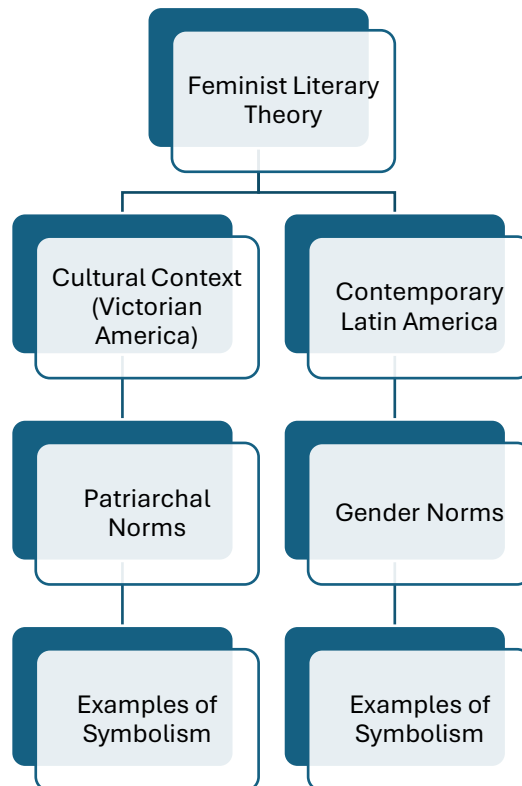 Feminist Literary
Theory
Cultural Context
(Victorian
America)
Contemporary
Latin America
Patriarchal
Norms
Gender Norms
Examples of
Symbolism
Examples of
Symbolism